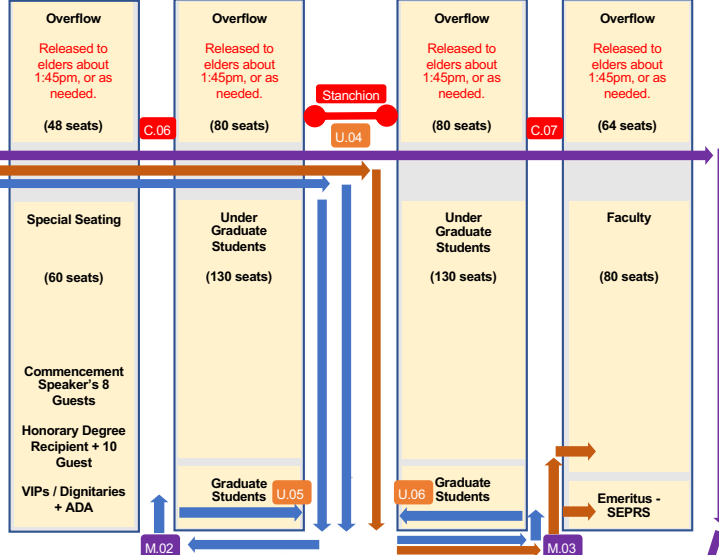 Overflow
Released to
elders about
1:45pm, or as
needed.
(48 seats)
Overflow
Released to
elders about
1:45pm, or as
needed.
(80 seats)
Overflow
Released to
elders about
1:45pm, or as
needed.
(80 seats)
Overflow
Released to
elders about
1:45pm, or as
needed.
(64 seats)
C.06
Stanchion
U.04
C.07
Special Seating
(60 seats)
Commencement
Speaker's 8
Guests
Honorary Degree
Recipient + 10
Guest
VIPs / Dignitaries
+ ADA
Under
Graduate
Students
(130 seats)
Graduate
Students
U.05
Under
Graduate
Students
(130 seats)
U.06
Graduate
Students
Faculty
(80 seats)
Emeritus -
SEPRS
M.02
M.03